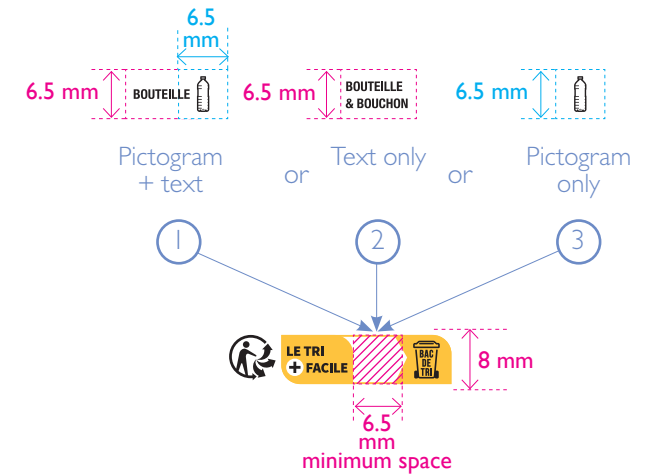 6.5
mm
6.5 mm
BOUTEILLE
6.5 mm
BOUTEILLE
& BOUCHON
6.5 mm
Pictogram
+ text
or
Text only
or
Pictogram
only
1
2
3
LE TRI
+ FACILE
BAC
DE
TRI
8 mm
6.5
mm
minimum space